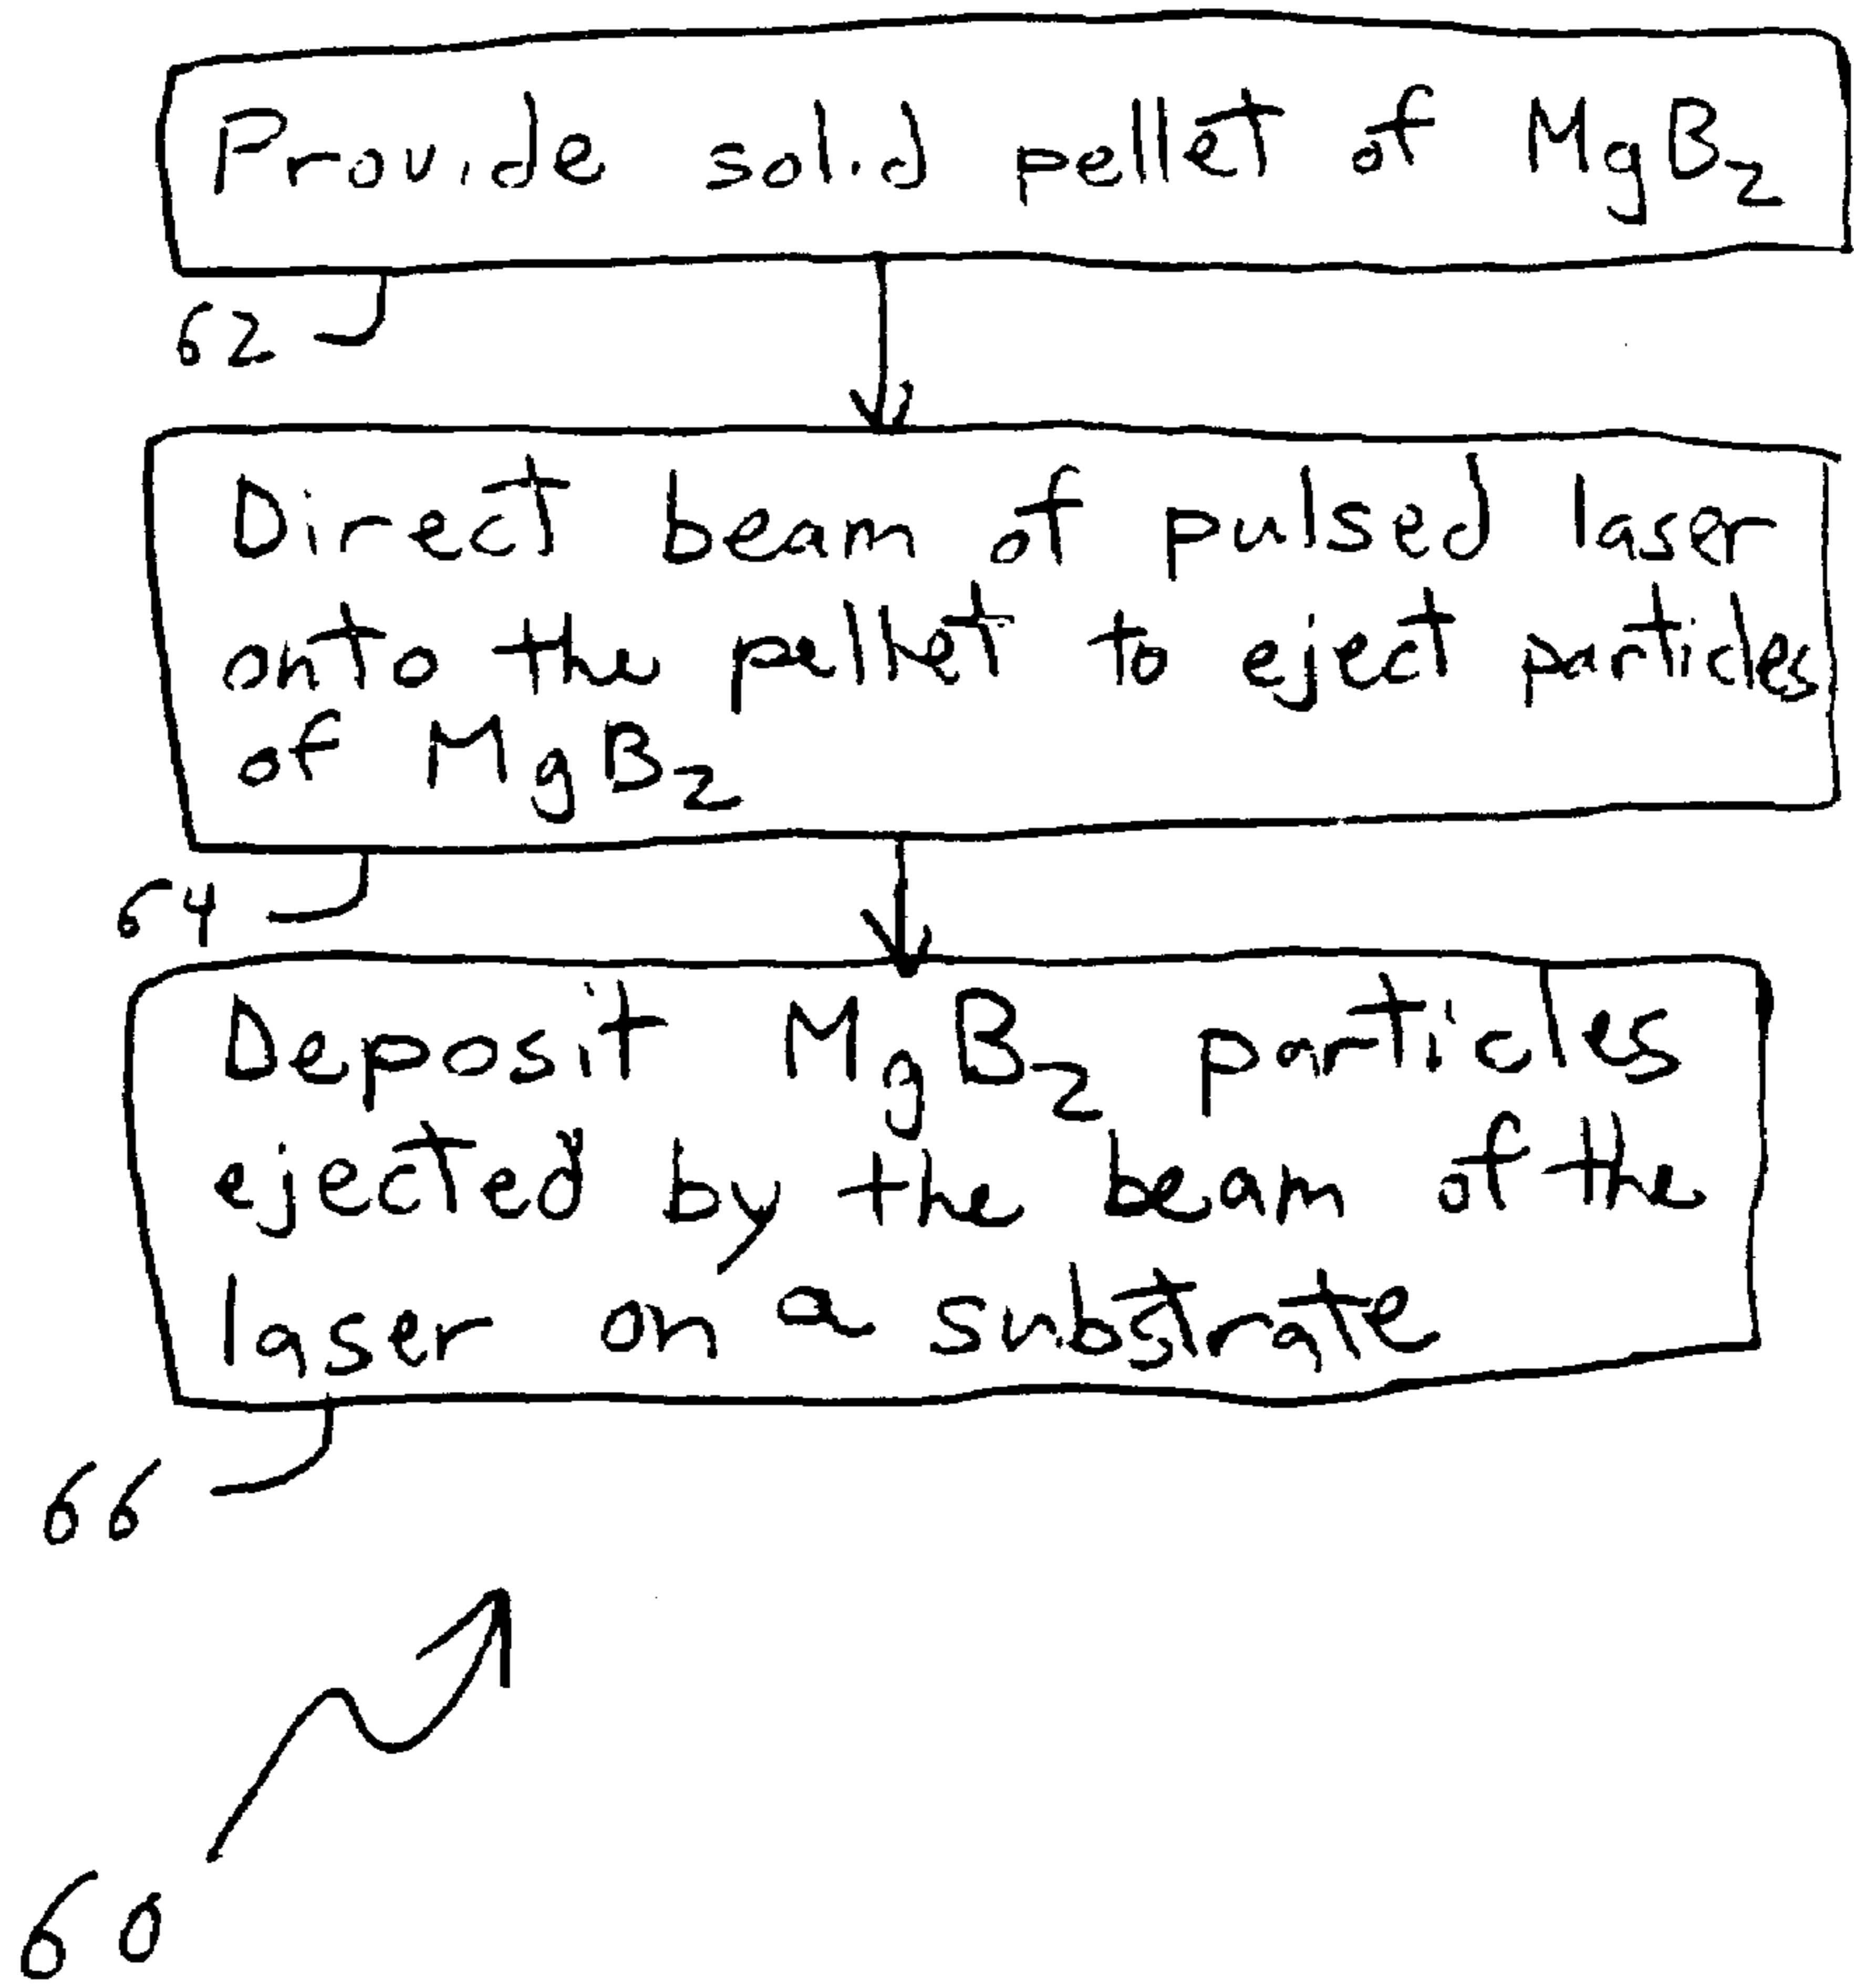 Provide solid pellet of MgB₂
62
Direct beam of pulsed laser
onto the pellet to eject particles
of MgB₂
64
Deposit MgB₂ particles
ejected by the beam of the
laser on a substrate
66
60